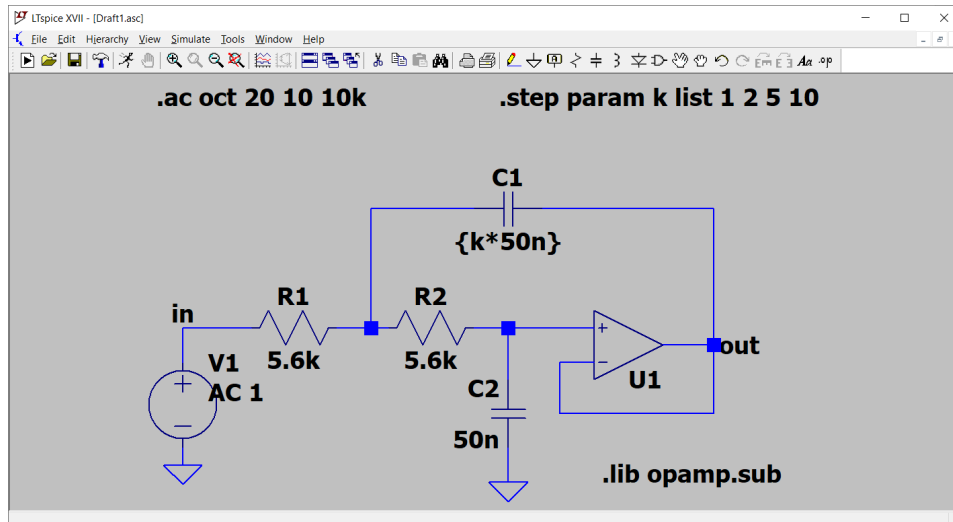 LTspice XVII - [Draft1.asc]
File Edit Hierarchy View Simulate Tools Window Help
.ac oct 20 10 10k
.step param k list 1 2 5 10
C1
{k*50n}
in
R1
R2
V1
AC 1
5.6k
5.6k
+
-
+
-
out
U1
C2
50n
.lib opamp.sub